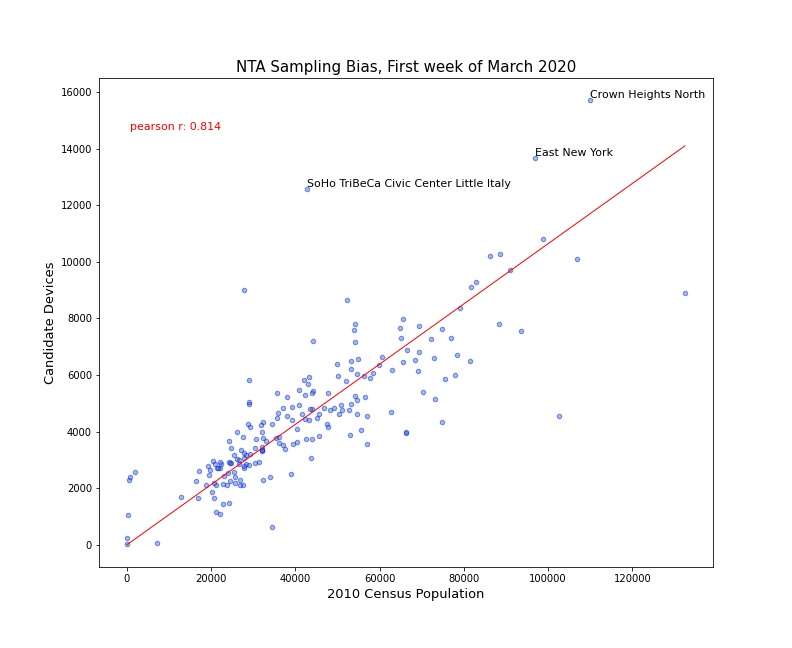 NTA Sampling Bias, First week of March 2020
16000
Crown Heights North
pearson r: 0.814
14000
East New York
SoHo TriBeCa Civic Center Little Italy
12000
10000
8000
6000
4000
2000
0
Candidate Devices
0 20000 40000 60000 80000 100000 120000
2010 Census Population